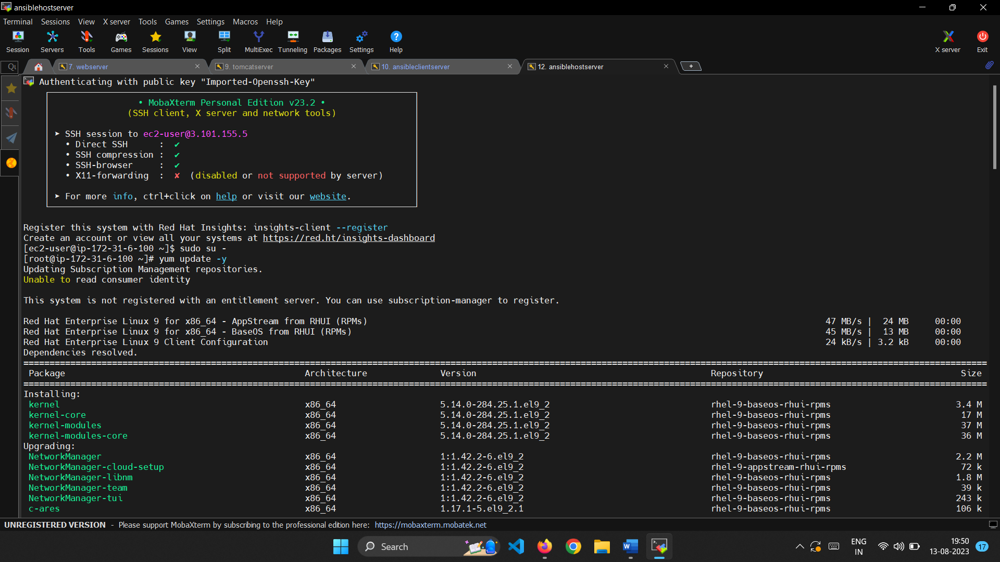 ansiblehostserver
Terminal Sessions View X server Tools Games Settings Macros Help
Session Servers Tools Games Sessions View Split MultiExec Tunneling Packages Settings Help X server Exit
Qu 7. webserver 9. tomcatserver 10. ansibleclientserver 12. ansiblehostserver
Authenticating with public key "Imported-Openssh-Key"
• MobaXterm Personal Edition v23.2 •
(SSH client, X server and network tools)
➤ SSH session to ec2-user@3.101.155.5
• Direct SSH : ✔
• SSH compression : ✔
• SSH-browser : ✔
• X11-forwarding : ✘ (disabled or not supported by server)
➤ For more info, ctrl+click on help or visit our website.
Register this system with Red Hat Insights: insights-client --register
Create an account or view all your systems at https://red.ht/insights-dashboard
[ec2-user@ip-172-31-6-100 ~]$ sudo su -
[root@ip-172-31-6-100 ~]# yum update -y
Updating Subscription Management repositories.
Unable to read consumer identity
This system is not registered with an entitlement server. You can use subscription-manager to register.
Red Hat Enterprise Linux 9 for x86_64 - AppStream from RHUI (RPMs) 47 MB/s | 24 MB 00:00
Red Hat Enterprise Linux 9 for x86_64 - BaseOS from RHUI (RPMs) 45 MB/s | 13 MB 00:00
Red Hat Enterprise Linux 9 Client Configuration 24 kB/s | 3.2 kB 00:00
Dependencies resolved.
Package Architecture Version Repository Size
Installing:
kernel x86_64 5.14.0-284.25.1.el9_2 rhel-9-baseos-rhui-rpms 3.4 M
kernel-core x86_64 5.14.0-284.25.1.el9_2 rhel-9-baseos-rhui-rpms 17 M
kernel-modules x86_64 5.14.0-284.25.1.el9_2 rhel-9-baseos-rhui-rpms 37 M
kernel-modules-core x86_64 5.14.0-284.25.1.el9_2 rhel-9-baseos-rhui-rpms 36 M
Upgrading:
NetworkManager x86_64 1:1.42.2-6.el9_2 rhel-9-baseos-rhui-rpms 2.2 M
NetworkManager-cloud-setup x86_64 1:1.42.2-6.el9_2 rhel-9-appstream-rhui-rpms 72 k
NetworkManager-libnm x86_64 1:1.42.2-6.el9_2 rhel-9-baseos-rhui-rpms 1.8 M
NetworkManager-team x86_64 1:1.42.2-6.el9_2 rhel-9-baseos-rhui-rpms 39 k
NetworkManager-tui x86_64 1:1.42.2-6.el9_2 rhel-9-baseos-rhui-rpms 243 k
c-ares x86_64 1.17.1-5.el9_2.1 rhel-9-baseos-rhui-rpms 106 k
UNREGISTERED VERSION - Please support MobaXterm by subscribing to the professional edition here: https://mobaxterm.mobatek.net
Search ENG 19:50
IN 13-08-2023 17